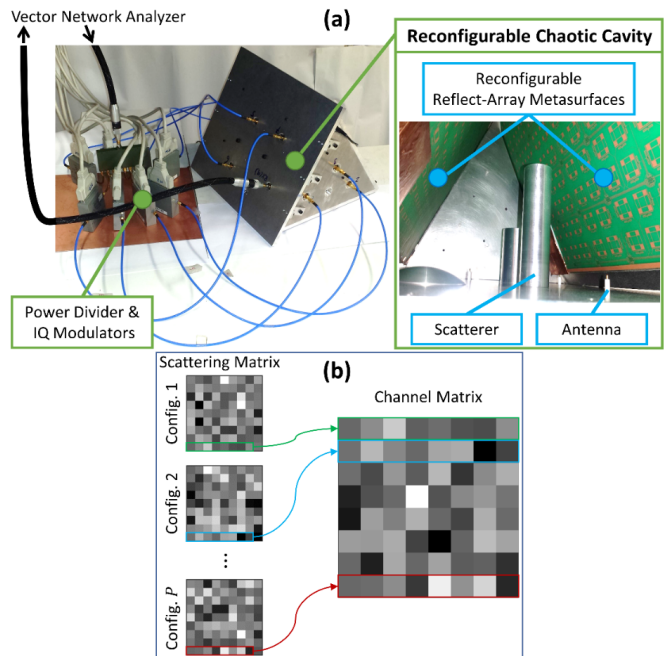 Vector Network Analyzer
(a)
Reconfigurable Chaotic Cavity
Reconfigurable
Reflect-Array Metasurfaces
Power Divider &
IQ Modulators
Scatterer
Antenna
(b)
Scattering Matrix
Channel Matrix
Config. 1
Config. 2
...
Config. P